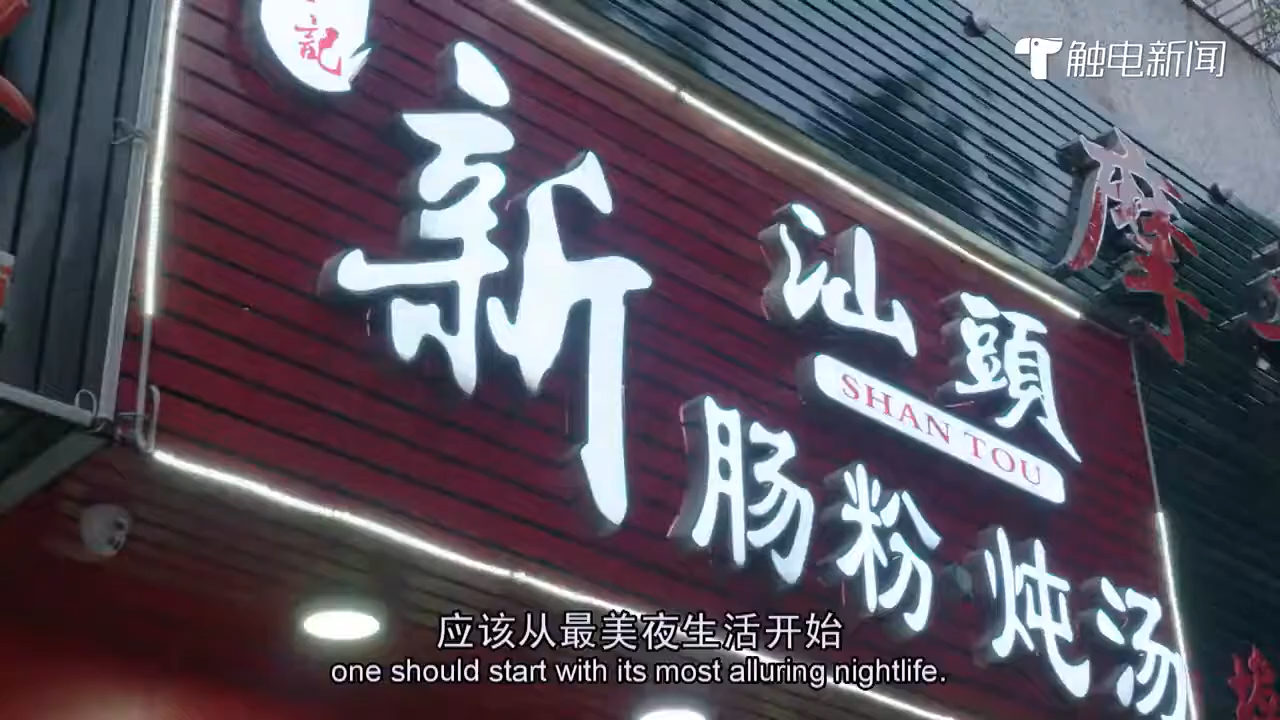 記
触电新闻
新
汕頭
SHAN TOU
摩
肠粉 炖汤
应该从最美夜生活开始
one should start with its most alluring nightlife.